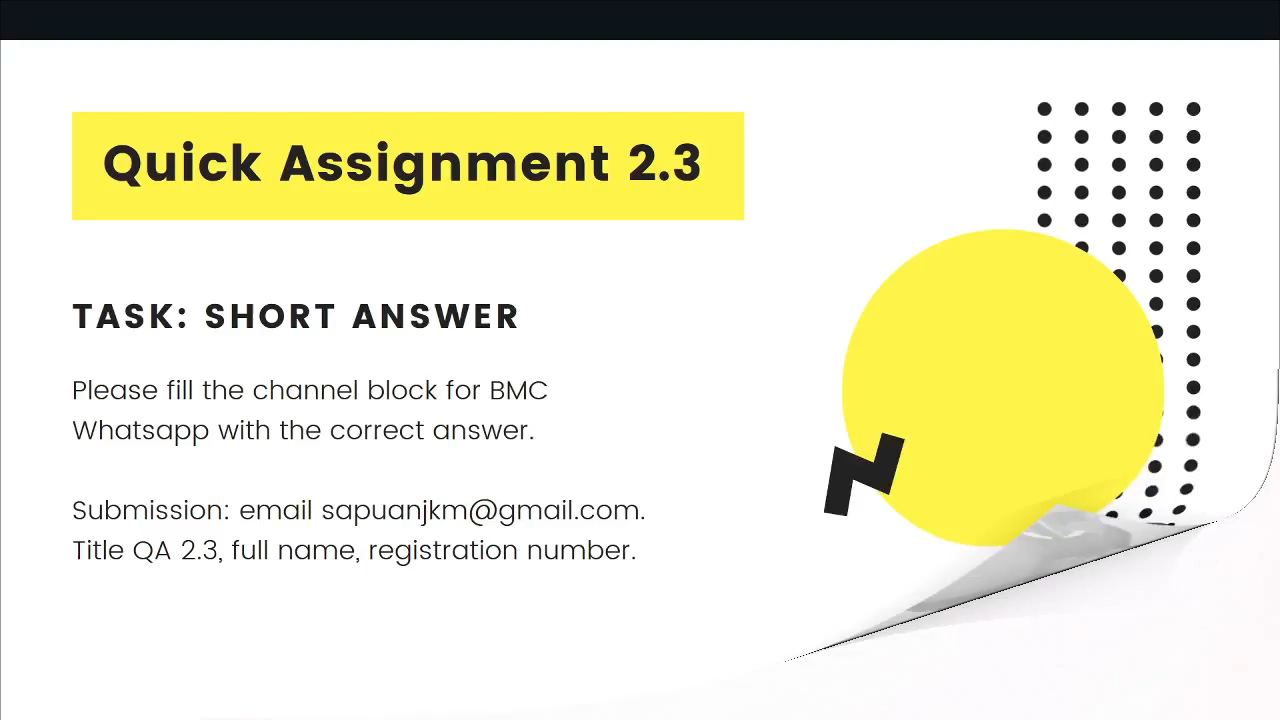 Quick Assignment 2.3
TASK: SHORT ANSWER
Please fill the channel block for BMC
Whatsapp with the correct answer.
Submission: email sapuanjkm@gmail.com.
Title QA 2.3, full name, registration number.